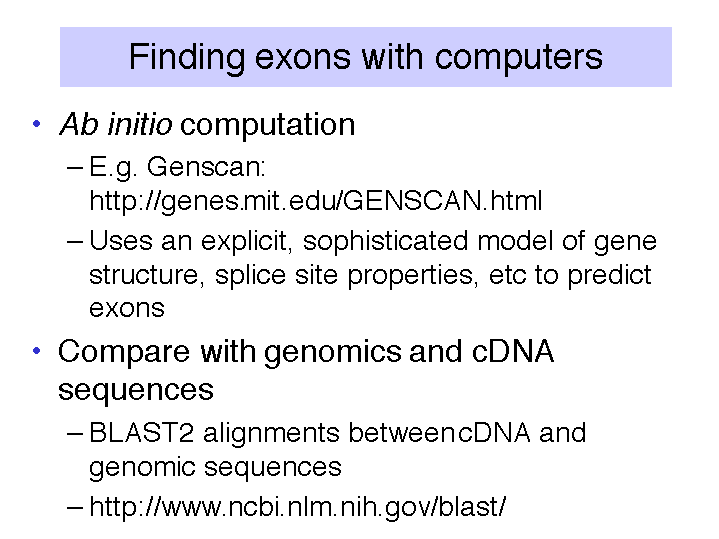 Finding exons with computers
• Ab initio computation
– E.g. Genscan:
http://genes.mit.edu/GENSCAN.html
– Uses an explicit, sophisticated model of gene
structure, splice site properties, etc to predict
exons
• Compare with genomics and cDNA
sequences
– BLAST2 alignments between cDNA and
genomic sequences
– http://www.ncbi.nlm.nih.gov/blast/